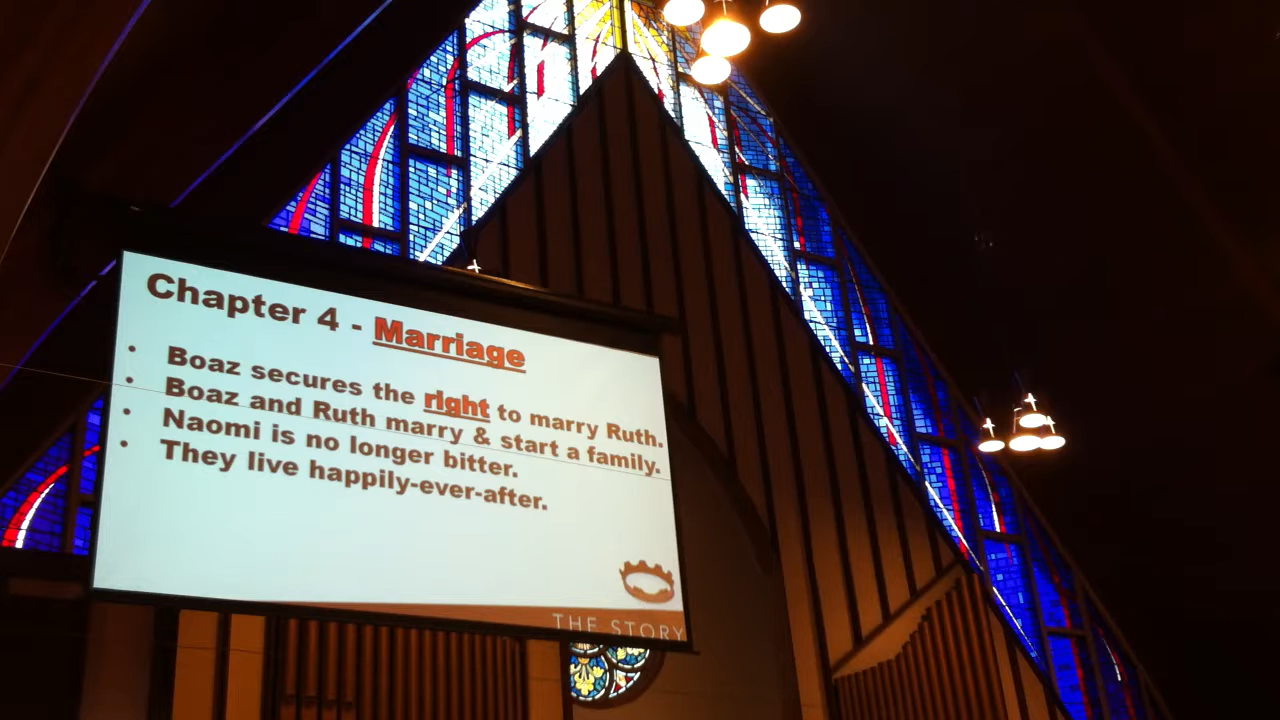 Chapter 4 - Marriage
• Boaz secures the right to marry Ruth.
• Boaz and Ruth marry & start a family.
• Naomi is no longer bitter.
• They live happily-ever-after.
THE STORY